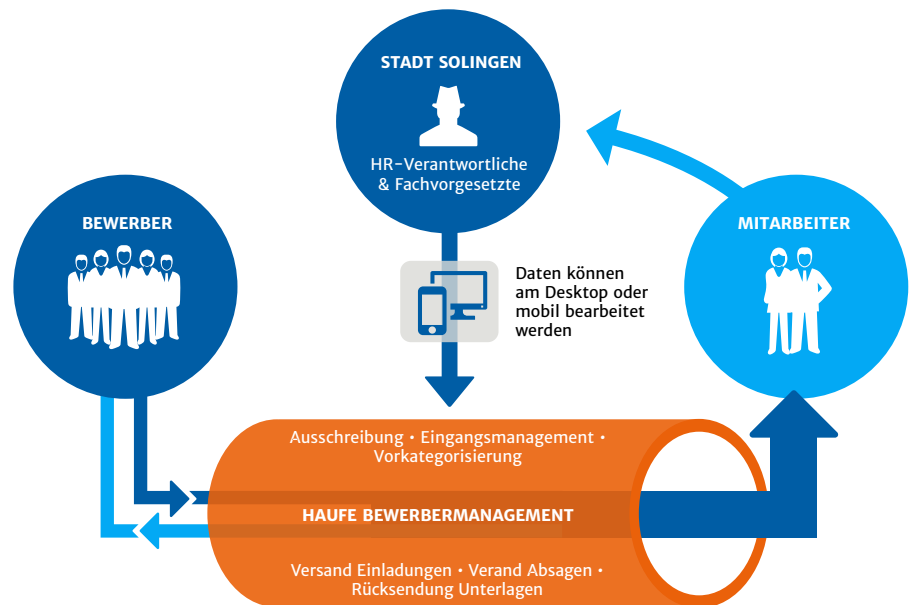 STADT SOLINGEN
HR-Verantwortliche
& Fachvorgesetzte
BEWERBER
MITARBEITER
Daten können
am Desktop oder
mobil bearbeitet
werden
Ausschreibung • Eingangsmanagement •
Vorkategorisierung
HAUFE BEWERBERMANAGEMENT
Versand Einladungen • Verand Absagen •
Rücksendung Unterlagen